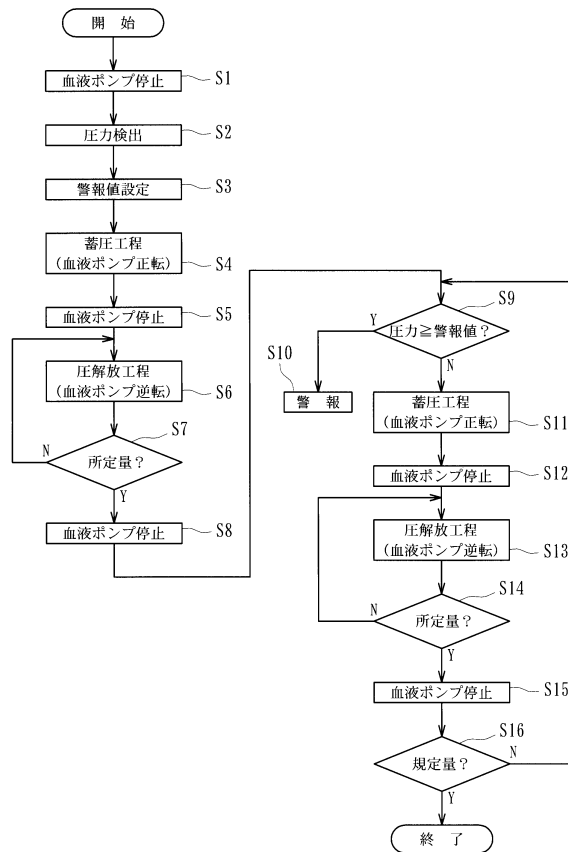 開 始
血液ポンプ停止
S1
圧力検出
S2
警報値設定
S3
蓄圧工程
(血液ポンプ正転)
S4
血液ポンプ停止
S5
圧解放工程
(血液ポンプ逆転)
S6
S7
所定量？
N
Y
血液ポンプ停止
S8
S9
圧力≧警報値？
Y
N
S10
警 報
蓄圧工程
(血液ポンプ正転)
S11
血液ポンプ停止
S12
圧解放工程
(血液ポンプ逆転)
S13
S14
所定量？
N
Y
血液ポンプ停止
S15
S16
規定量？
N
Y
終 了